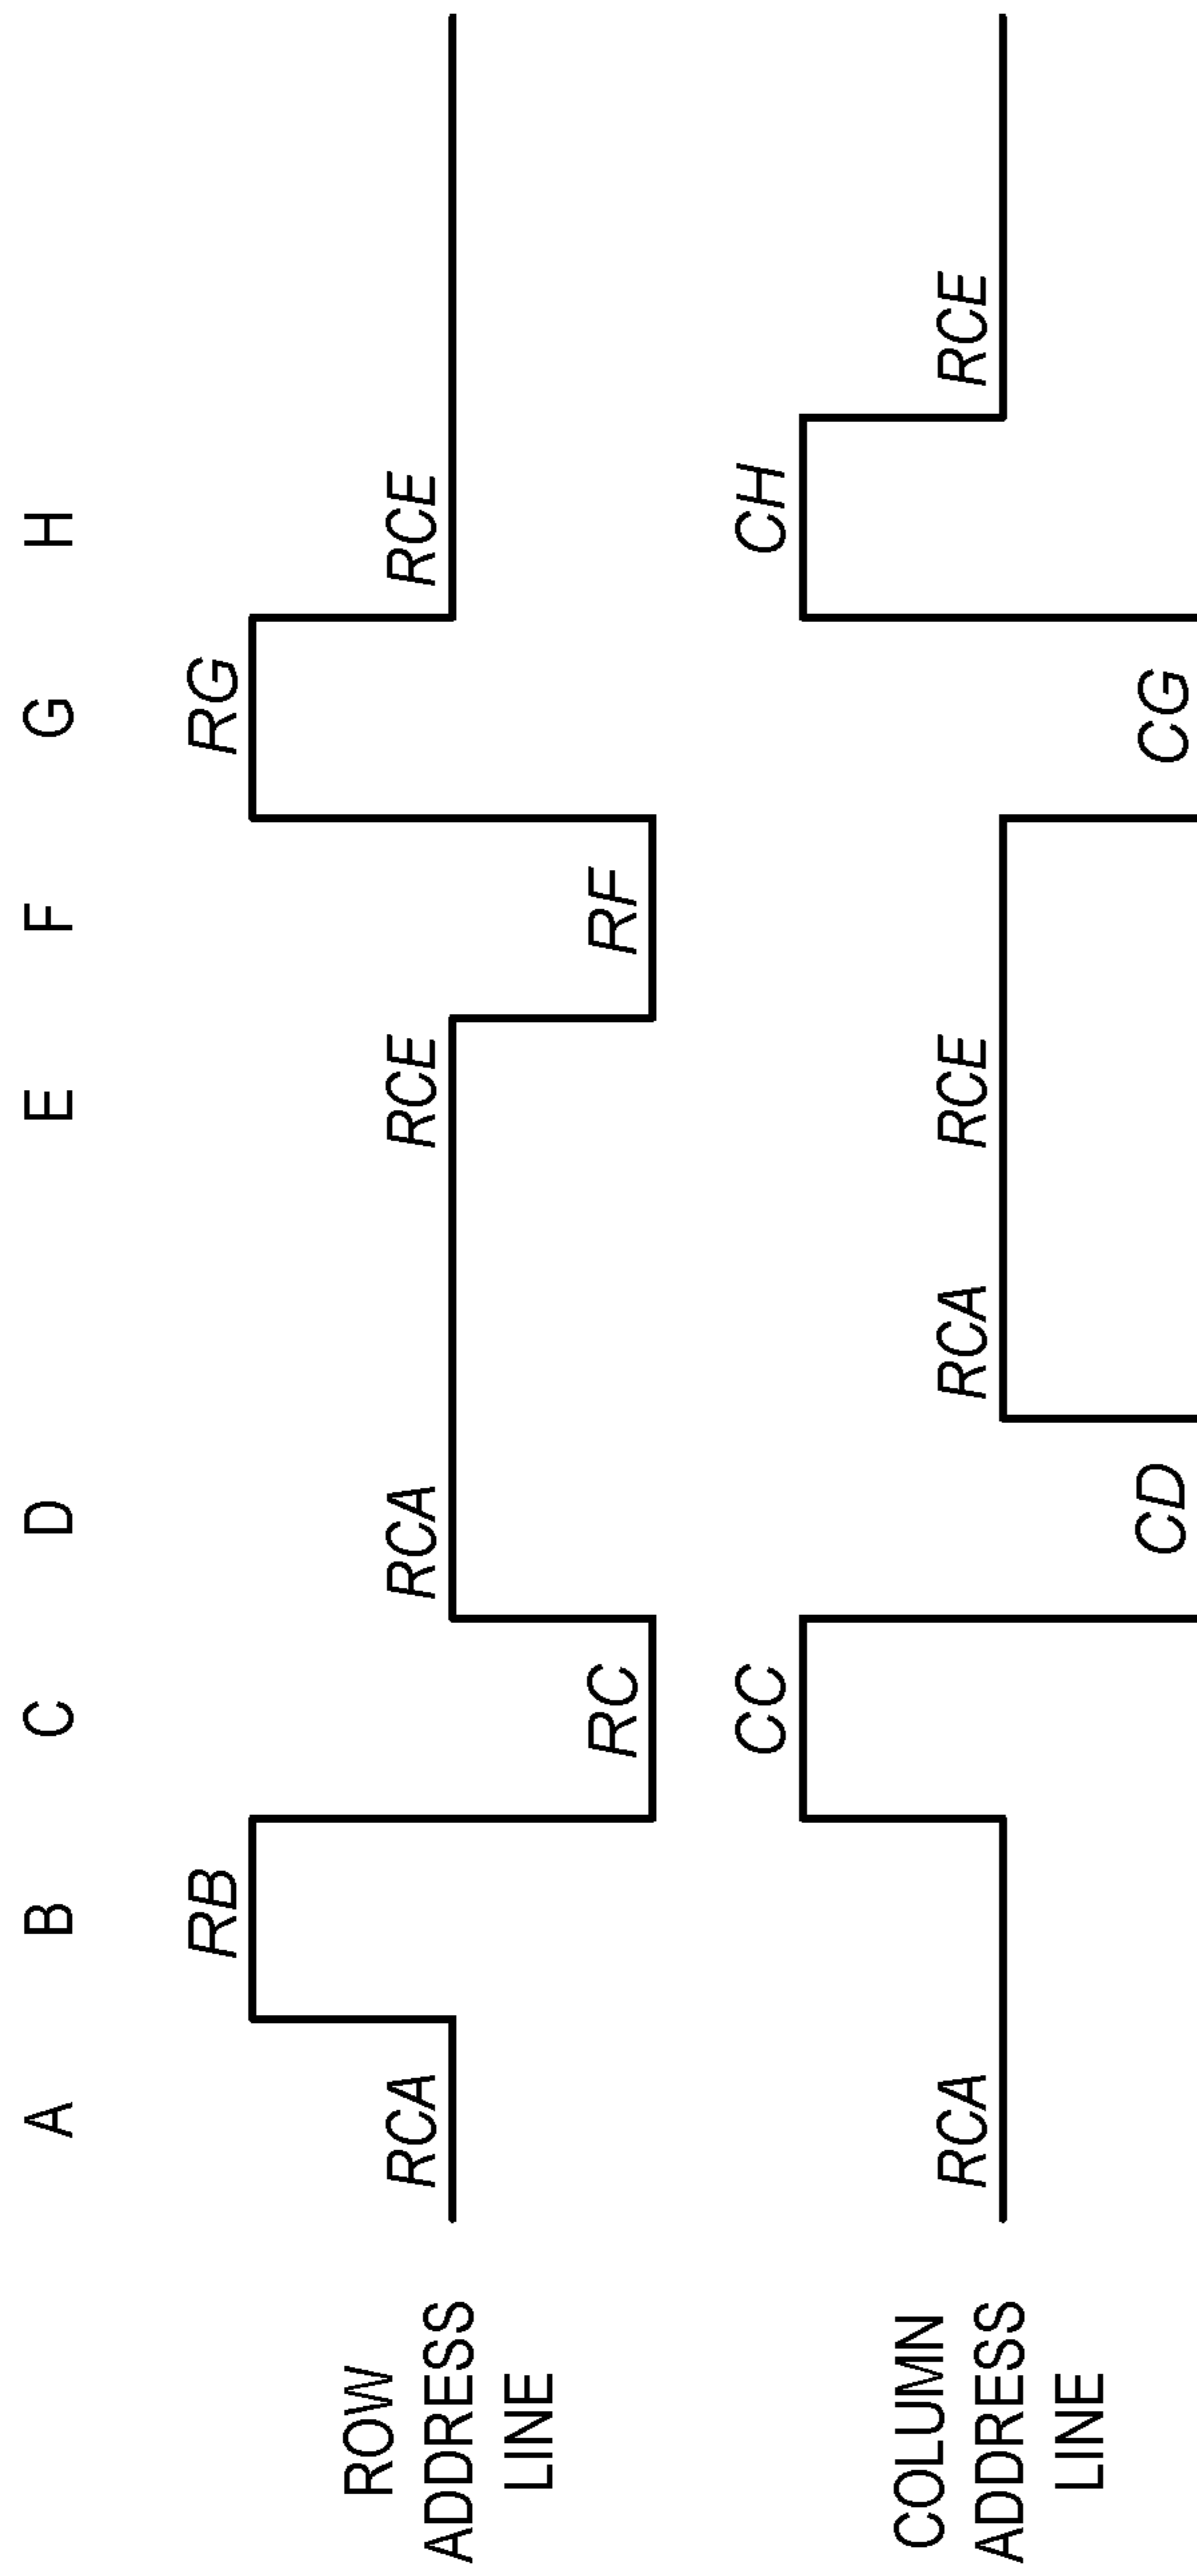 A B C D E F G H
RB RG
ROW
ADDRESS
LINE
RCA RCA RCE RCE
RC RF
CC CH
COLUMN
ADDRESS
LINE
RCA RCA RCE RCE
CD CG